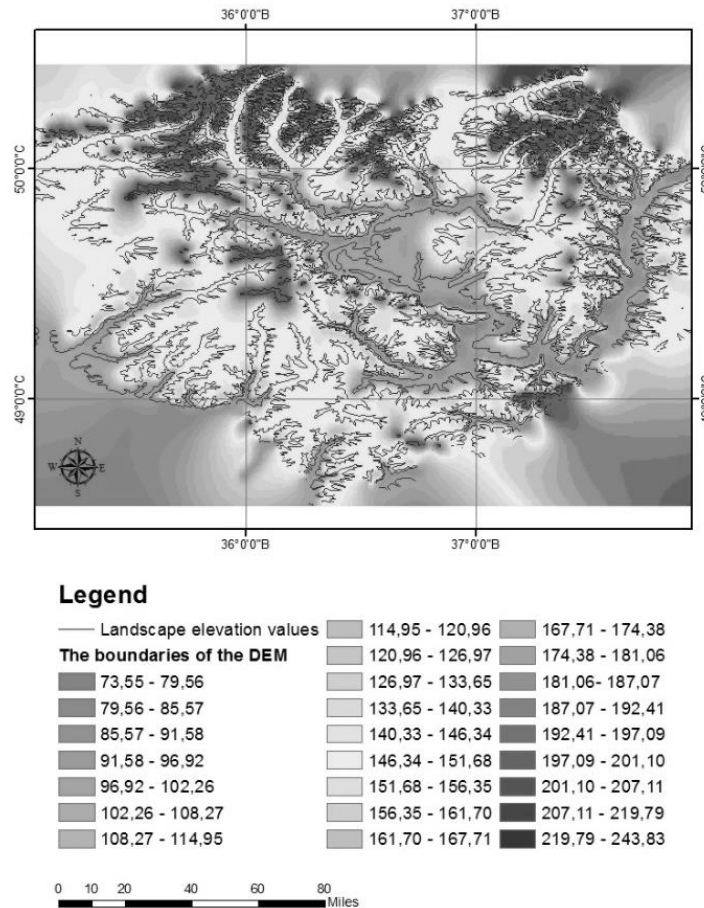 36°0'0"B 37°0'0"B
50°0'0"C
49°0'0"C
N
W E
S
36°0'0"B 37°0'0"B
Legend
Landscape elevation values
The boundaries of the DEM
73,55 - 79,56
79,56 - 85,57
85,57 - 91,58
91,58 - 96,92
96,92 - 102,26
102,26 - 108,27
108,27 - 114,95
114,95 - 120,96
120,96 - 126,97
126,97 - 133,65
133,65 - 140,33
140,33 - 146,34
146,34 - 151,68
151,68 - 156,35
156,35 - 161,70
161,70 - 167,71
167,71 - 174,38
174,38 - 181,06
181,06- 187,07
187,07 - 192,41
192,41 - 197,09
197,09 - 201,10
201,10 - 207,11
207,11 - 219,79
219,79 - 243,83
0 10 20 40 60 80
Miles